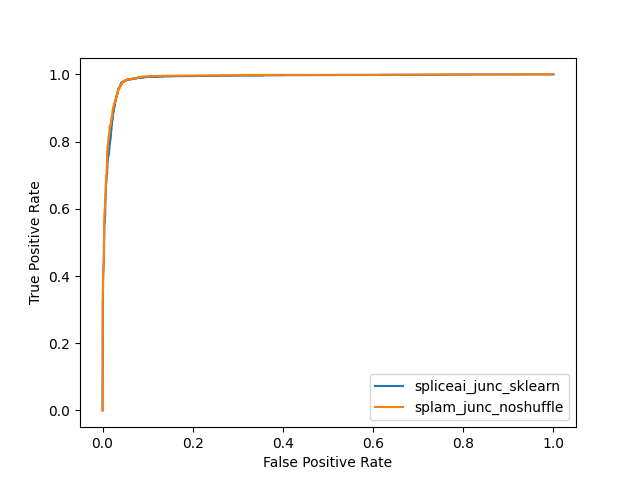 1.0
0.8
0.6
0.4
0.2
0.0
True Positive Rate
0.0 0.2 0.4 0.6 0.8 1.0
False Positive Rate
spliceai_junc_sklearn
splam_junc_noshuffle